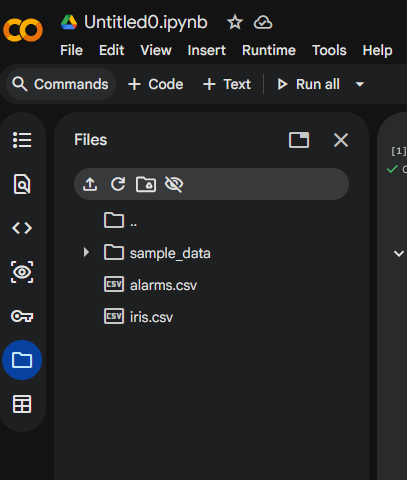 Untitled0.ipynb
File Edit View Insert Runtime Tools Help
Commands + Code + Text Run all
Files
[1]
..
sample_data
CSV alarms.csv
CSV iris.csv